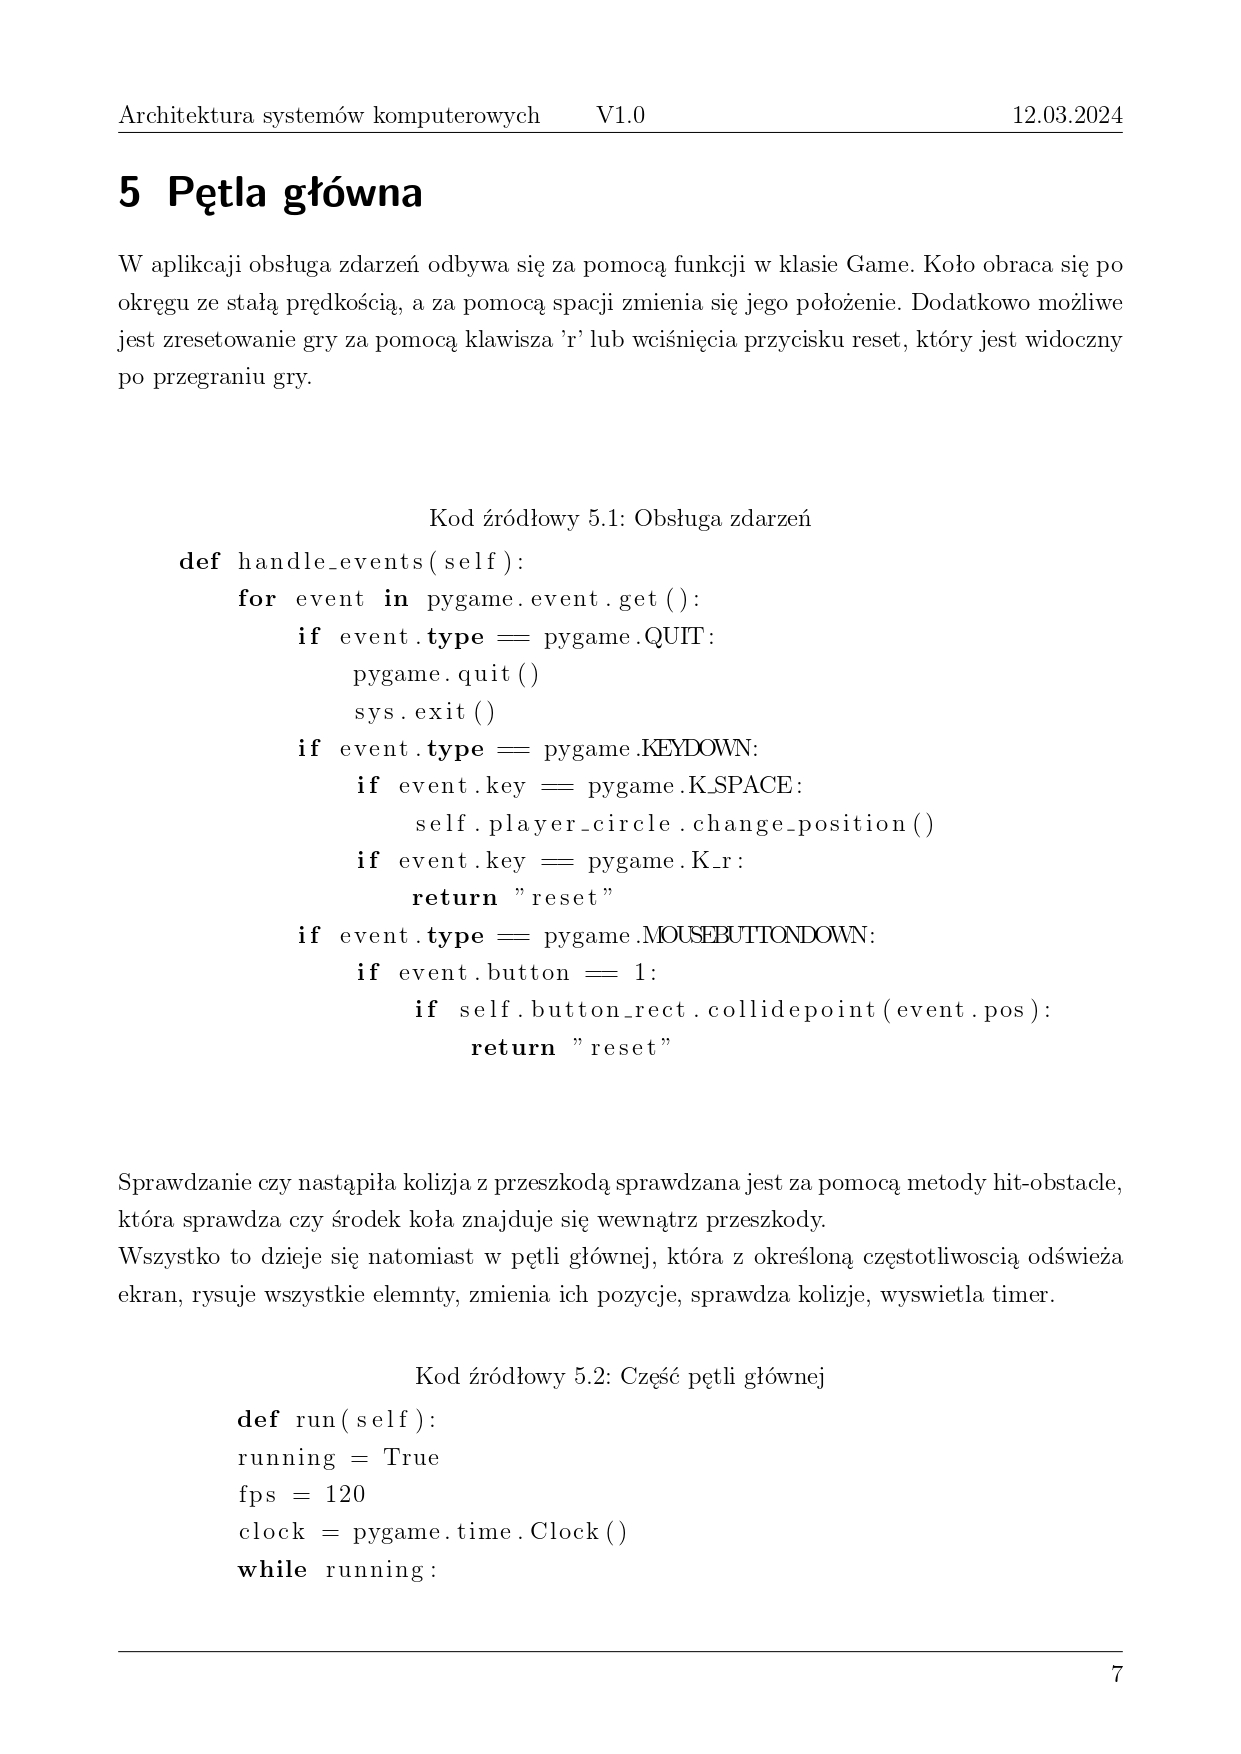 Architektura systemów komputerowych V1.0 12.03.2024
5 Pętla główna
W aplikcaji obsługa zdarzeń odbywa się za pomocą funkcji w klasie Game. Koło obraca się po
okręgu ze stałą prędkością, a za pomocą spacji zmienia się jego położenie. Dodatkowo możliwe
jest zresetowanie gry za pomocą klawisza ’r’ lub wciśnięcia przycisku reset, który jest widoczny
po przegraniu gry.
Kod źródłowy 5.1: Obsługa zdarzeń
def handle_events(self):
for event in pygame.event.get():
if event.type == pygame.QUIT:
pygame.quit()
sys.exit()
if event.type == pygame.KEYDOWN:
if event.key == pygame.K_SPACE:
self.player_circle.change_position()
if event.key == pygame.K_r:
return ”reset”
if event.type == pygame.MOUSEBUTTONDOWN:
if event.button == 1:
if self.button_rect.collidepoint(event.pos):
return ”reset”
Sprawdzanie czy nastąpiła kolizja z przeszkodą sprawdzana jest za pomocą metody hit-obstacle,
która sprawdza czy środek koła znajduje się wewnątrz przeszkody.
Wszystko to dzieje się natomiast w pętli głównej, która z określoną częstotliwoscią odświeża
ekran, rysuje wszystkie elemnty, zmienia ich pozycje, sprawdza kolizje, wyswietla timer.
Kod źródłowy 5.2: Część pętli głównej
def run(self):
running = True
fps = 120
clock = pygame.time.Clock()
while running:
7